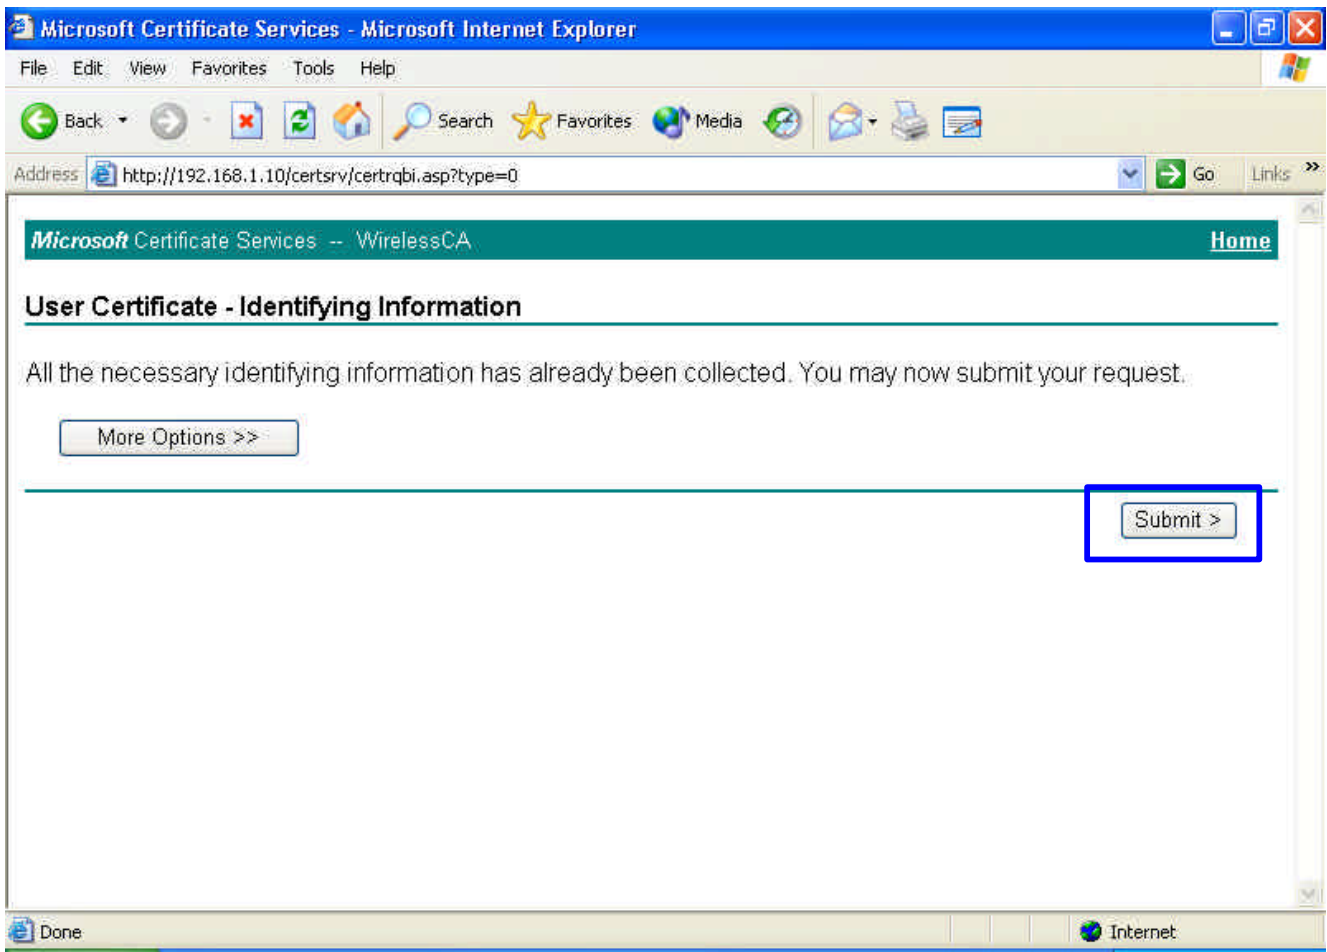 Microsoft Certificate Services - Microsoft Internet Explorer
File Edit View Favorites Tools Help
Back Search Favorites Media
Address http://192.168.1.10/certsrv/certrqbi.asp?type=0 Go Links »
Microsoft Certificate Services -- WirelessCA Home
User Certificate - Identifying Information
All the necessary identifying information has already been collected. You may now submit your request.
More Options >>
Submit >
Done Internet